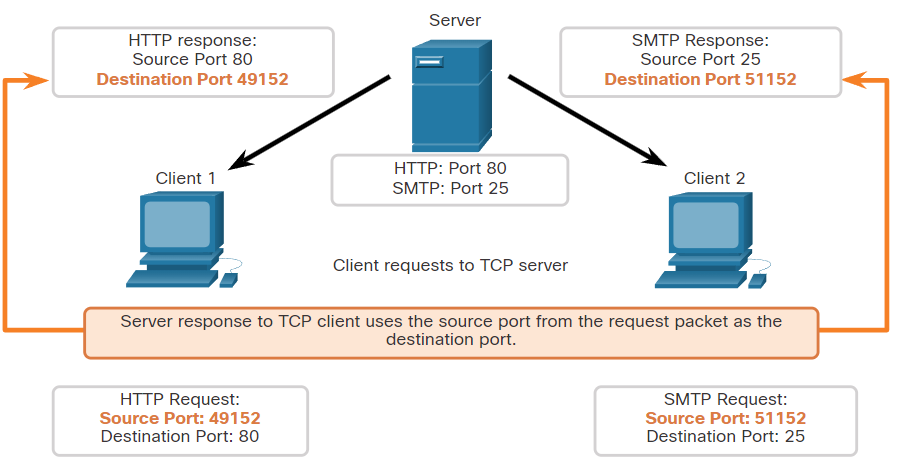 Server
HTTP response:
Source Port 80
Destination Port 49152
SMTP Response:
Source Port 25
Destination Port 51152
HTTP: Port 80
SMTP: Port 25
Client 1
Client 2
Client requests to TCP server
Server response to TCP client uses the source port from the request packet as the
destination port.
HTTP Request:
Source Port: 49152
Destination Port: 80
SMTP Request:
Source Port: 51152
Destination Port: 25